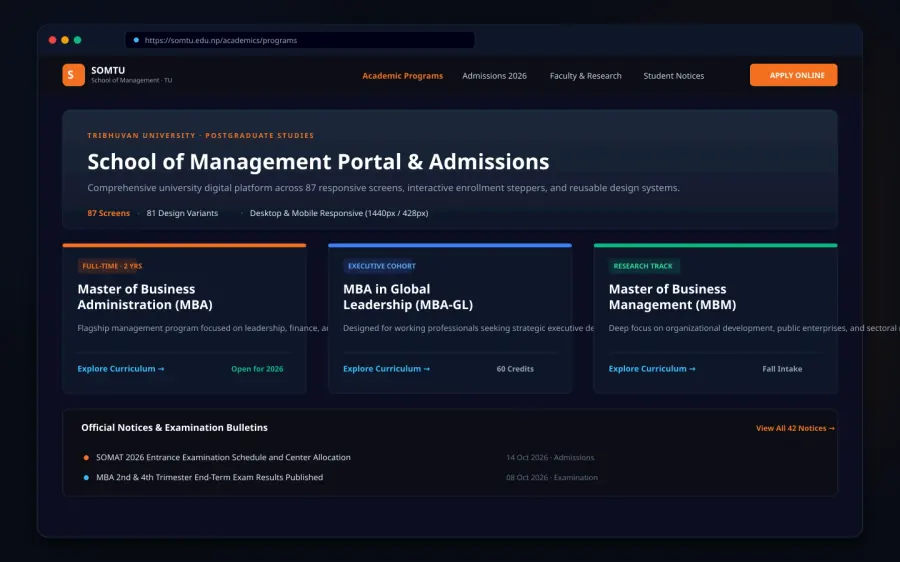 https://somtu.edu.np/academics/programs
S
SOMTU
School of Management · TU
Academic Programs
Admissions 2026
Faculty & Research
Student Notices
APPLY ONLINE
TRIBHUVAN UNIVERSITY · POSTGRADUATE STUDIES
School of Management Portal & Admissions
Comprehensive university digital platform across 87 responsive screens, interactive enrollment steppers, and reusable design systems.
87 Screens · 81 Design Variants · Desktop & Mobile Responsive (1440px / 428px)
FULL-TIME · 2 YRS
Master of Business
Administration (MBA)
Flagship management program focused on leadership, finance,
Explore Curriculum →
Open for 2026
EXECUTIVE COHORT
MBA in Global
Leadership (MBA-GL)
Designed for working professionals seeking strategic executive
Explore Curriculum →
60 Credits
RESEARCH TRACK
Master of Business
Management (MBM)
Deep focus on organizational development, public enterprises, and sectoral
Explore Curriculum →
Fall Intake
Official Notices & Examination Bulletins
View All 42 Notices →
SOMAT 2026 Entrance Examination Schedule and Center Allocation
14 Oct 2026 · Admissions
MBA 2nd & 4th Trimester End-Term Exam Results Published
08 Oct 2026 · Examination